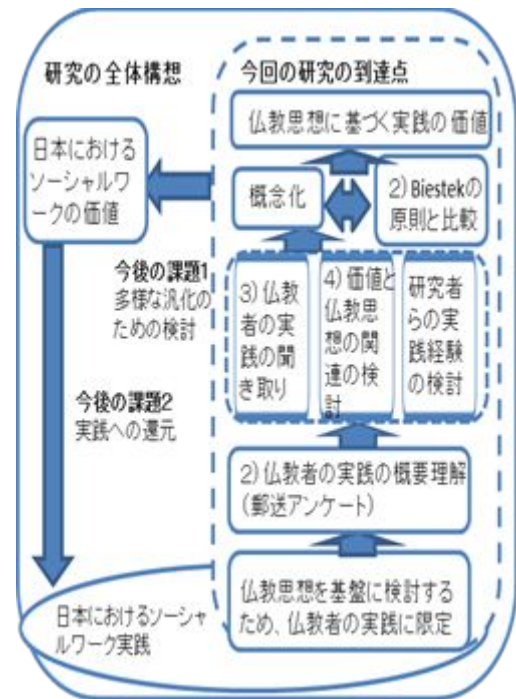 研究の全体構想
今回の研究の到達点
仏教思想に基づく実践の価値
日本における
ソーシャルワ
ークの価値
概念化
2)Biestekの
原則と比較
今後の課題1
多様な汎化の
ための検討
3)仏教
者の実
践の聞
き取り
4)価値と
仏教思
想の関
連の検
討
研究者
らの実
践経験
の検討
今後の課題2
実践への還元
2)仏教者の実践の概要理解
(郵送アンケート)
仏教思想を基盤に検討する
ため、仏教者の実践に限定
日本におけるソーシャ
ルワーク実践